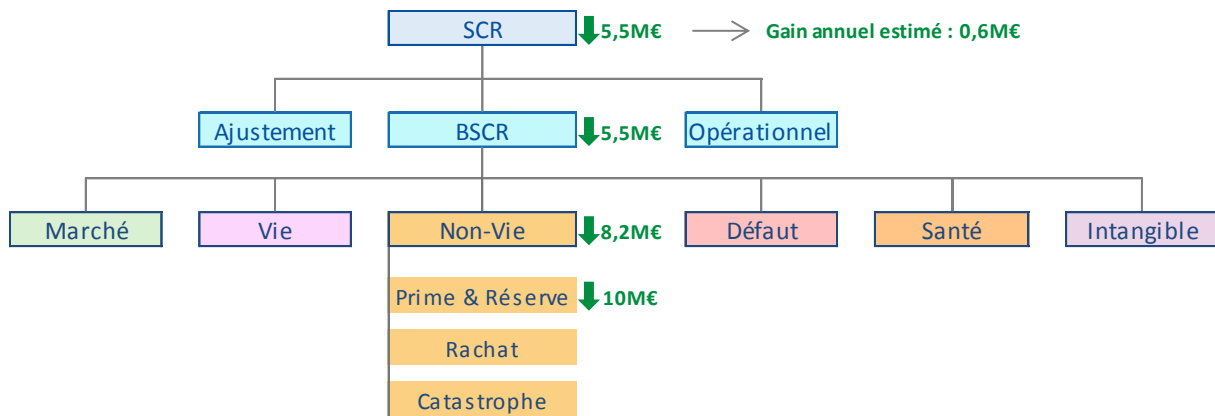 SCR 5,5M€ Gain annuel estimé : 0,6M€
Ajustement BSCR 5,5M€ Opérationnel
Marché Vie Non-Vie 8,2M€ Défaut Santé Intangible
Prime & Réserve 10M€
Rachat
Catastrophe